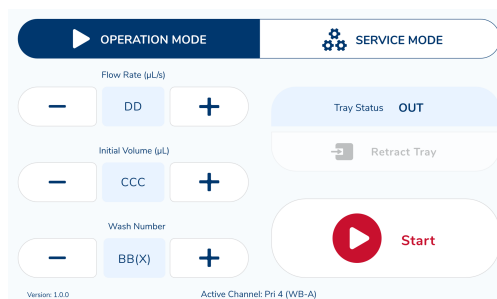 OPERATION MODE
SERVICE MODE
Flow Rate (µL/s)
DD
Initial Volume (µL)
CCC
Wash Number
BB(X)
Tray Status OUT
Retract Tray
Start
Version: 1.0.0
Active Channel: Pri 4 (WB-A)